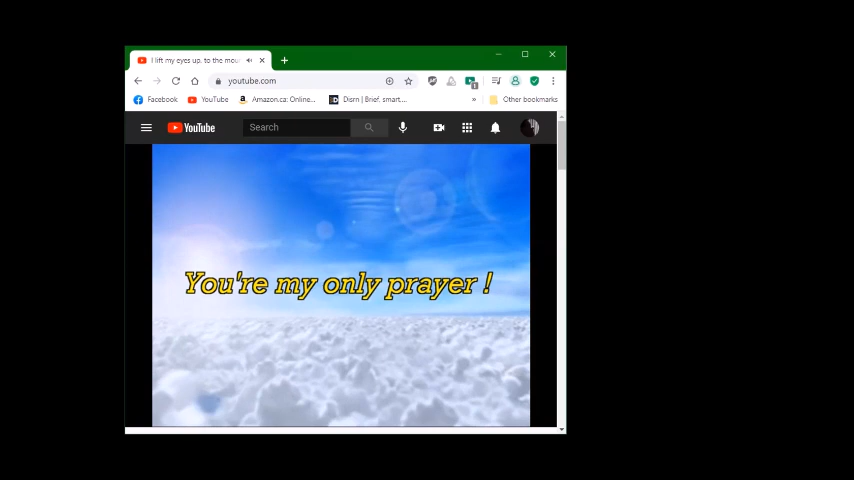 I lift my eyes up. to the mou
youtube.com
Facebook YouTube Amazon.ca: Online... Disrn | Brief, smart.... » Other bookmarks
YouTube Search
You're my only prayer !